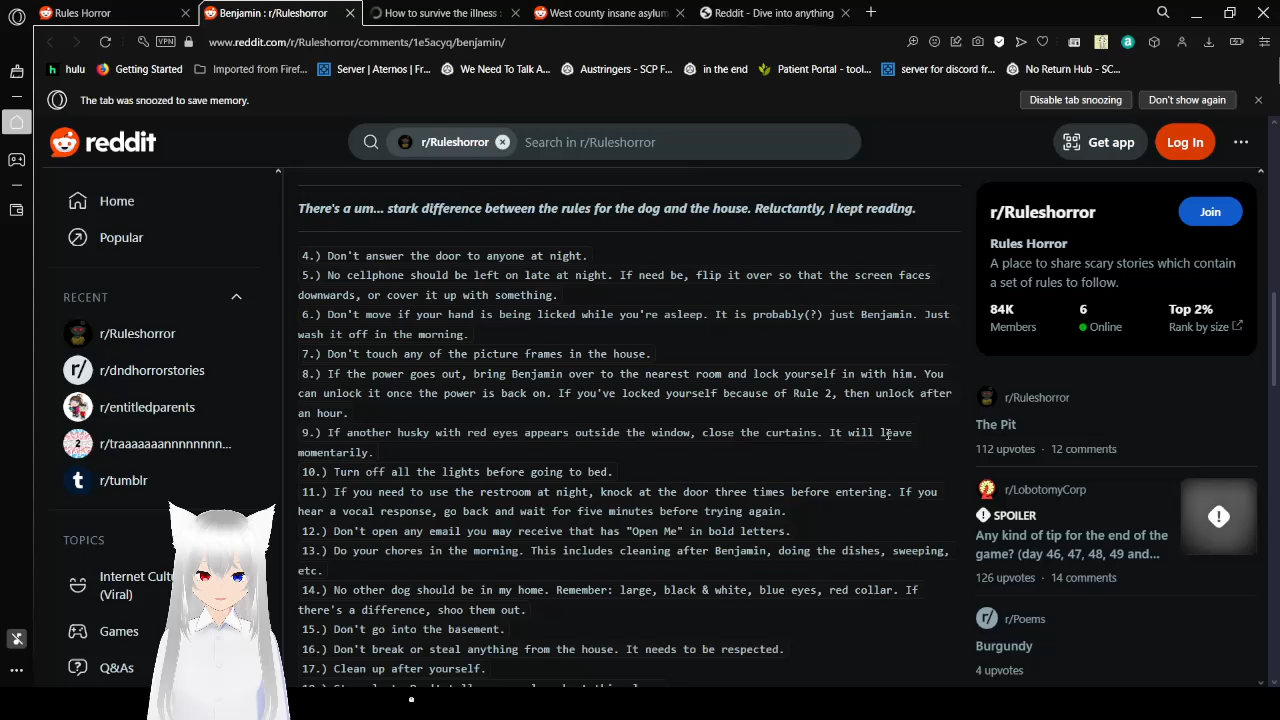 Rules Horror
Benjamin : r/Ruleshorror
How to survive the illness :
West county insane asylum
Reddit - Dive into anything
VPN
www.reddit.com/r/Ruleshorror/comments/1e5acyq/benjamin/
hulu
Getting Started
Imported from Firef...
Server | Aternos | Fr...
We Need To Talk A...
Austringers - SCP F...
in the end
Patient Portal - tool...
server for discord fr...
No Return Hub - SC...
The tab was snoozed to save memory.
Disable tab snoozing
Don't show again
reddit
r/Ruleshorror
Search in r/Ruleshorror
Get app
Log In
Home
Popular
RECENT
r/Ruleshorror
r/dndhorrorstories
r/entitledparents
r/traaaaaaannnnnnnn...
r/tumblr
TOPICS
Internet Cult
(Viral)
Games
Q&As
There's a um... stark difference between the rules for the dog and the house. Reluctantly, I kept reading.
4.) Don't answer the door to anyone at night.
5.) No cellphone should be left on late at night. If need be, flip it over so that the screen faces
downwards, or cover it up with something.
6.) Don't move if your hand is being licked while you're asleep. It is probably(?) just Benjamin. Just
wash it off in the morning.
7.) Don't touch any of the picture frames in the house.
8.) If the power goes out, bring Benjamin over to the nearest room and lock yourself in with him. You
can unlock it once the power is back on. If you've locked yourself because of Rule 2, then unlock after
an hour.
9.) If another husky with red eyes appears outside the window, close the curtains. It will leave
momentarily.
10.) Turn off all the lights before going to bed.
11.) If you need to use the restroom at night, knock at the door three times before entering. If you
hear a vocal response, go back and wait for five minutes before trying again.
12.) Don't open any email you may receive that has "Open Me" in bold letters.
13.) Do your chores in the morning. This includes cleaning after Benjamin, doing the dishes, sweeping,
etc.
14.) No other dog should be in my home. Remember: large, black & white, blue eyes, red collar. If
there's a difference, shoo them out.
15.) Don't go into the basement.
16.) Don't break or steal anything from the house. It needs to be respected.
17.) Clean up after yourself.
r/Ruleshorror
Join
Rules Horror
A place to share scary stories which contain
a set of rules to follow.
84K
6
Top 2%
Members
Online
Rank by size
r/Ruleshorror
The Pit
112 upvotes · 12 comments
r/LobotomyCorp
SPOILER
Any kind of tip for the end of the
game? (day 46, 47, 48, 49 and...
126 upvotes · 14 comments
r/Poems
Burgundy
4 upvotes